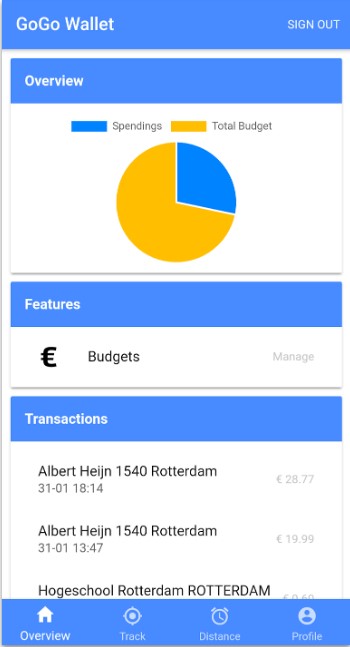 GoGo Wallet
SIGN OUT
Overview
Spendings
Total Budget
Features
€
Budgets
Manage
Transactions
Albert Heijn 1540 Rotterdam
31-01 18:14
€ 28.77
Albert Heijn 1540 Rotterdam
31-01 13:47
€ 19.99
Hogeschool Rotterdam ROTTERDAM
Overview
Track
Distance
Profile